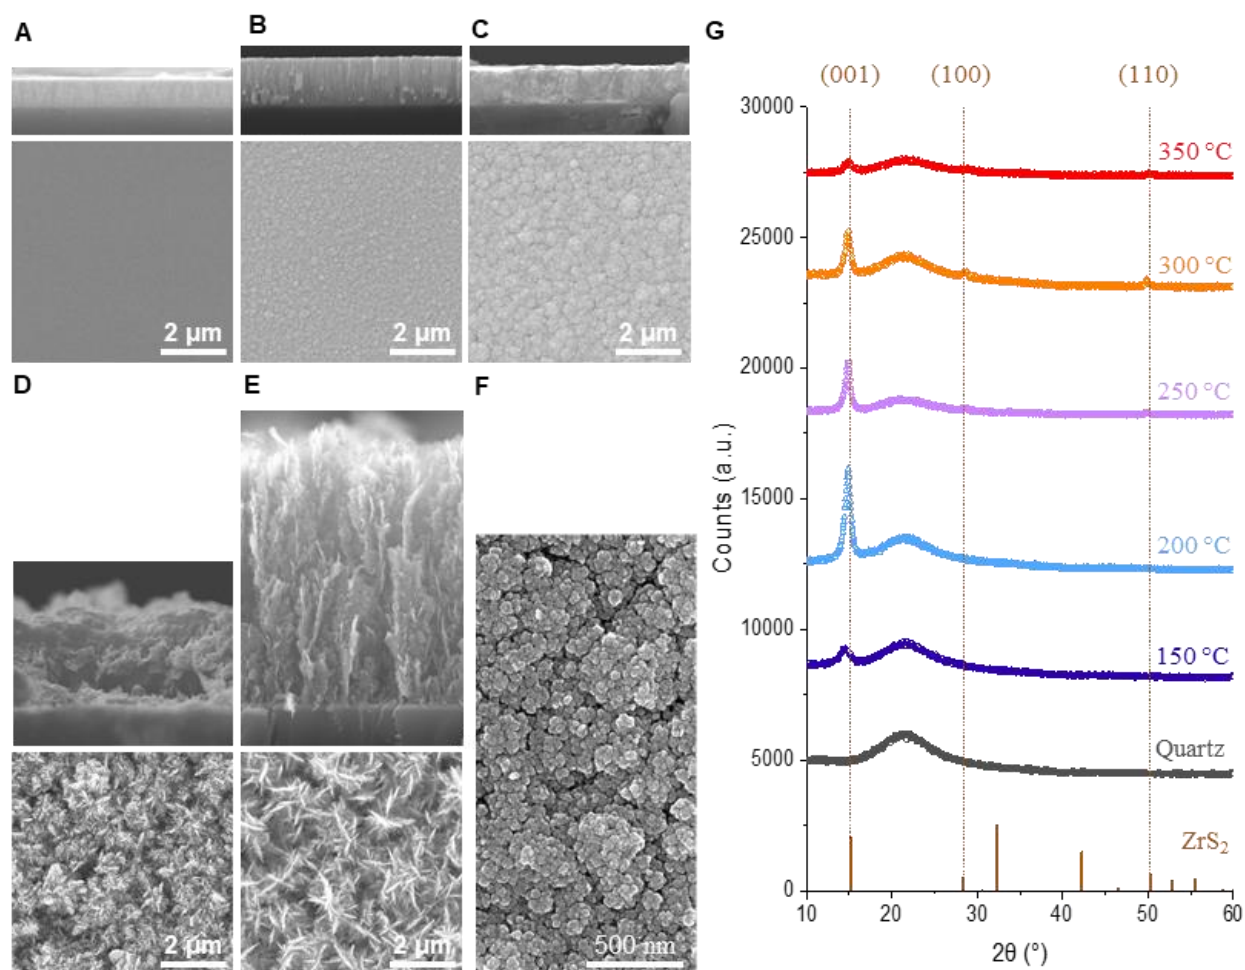 A
B
C
2 µm
2 µm
2 µm
D
E
F
2 µm
2 µm
500 nm
G
(001)
(100)
(110)
30000
25000
20000
15000
10000
5000
0
Counts (a.u.)
350 °C
300 °C
250 °C
200 °C
150 °C
Quartz
ZrS₂
10
20
30
40
50
60
2θ (°)